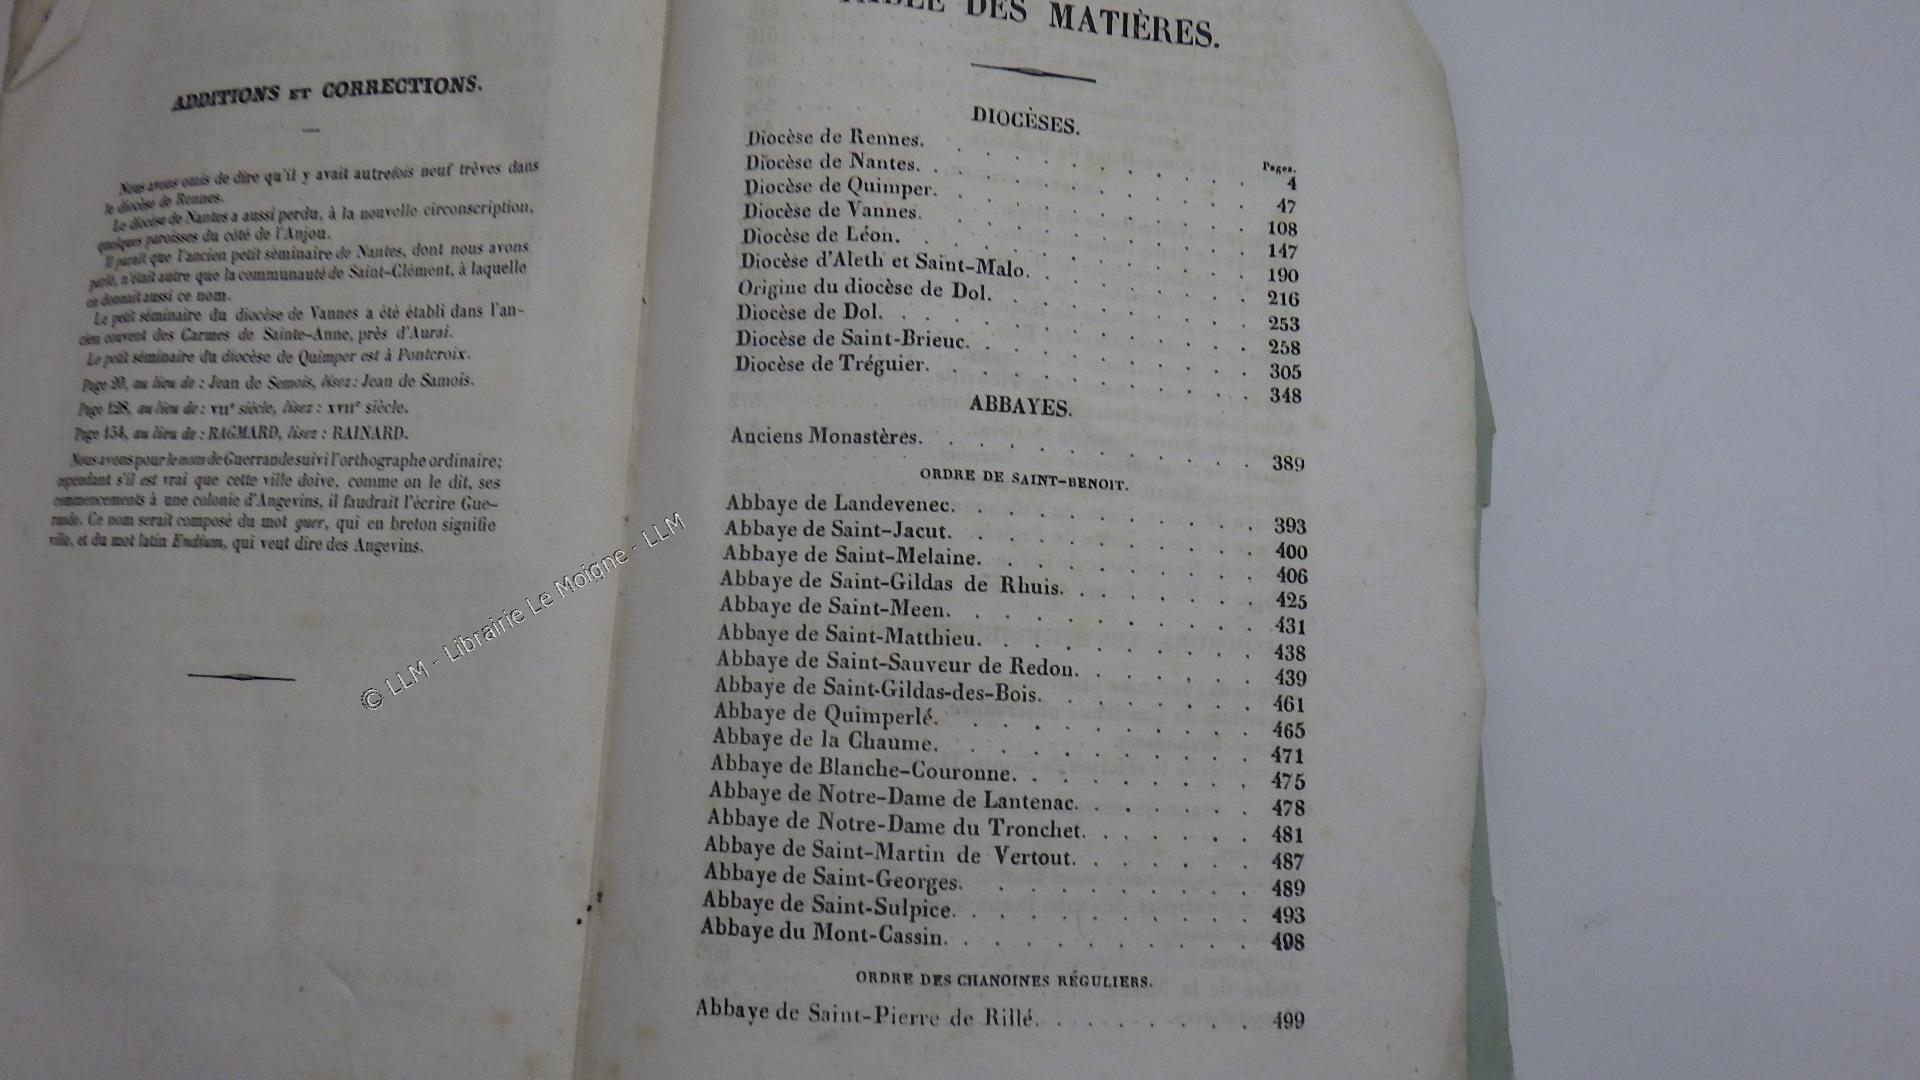 ADDITIONS ET CORRECTIONS.
Nous avons omis de dire qu'il y avait autrefois neuf trèves dans
le diocèse de Rennes.
Le diocèse de Nantes a aussi perdu, à la nouvelle circonscription,
quelques paroisses du côté de l'Anjou.
Il paraît que l'ancien petit séminaire de Nantes, dont nous avons
parlé, n'était autre que la communauté de Saint-Clément, à laquelle
on donnait aussi ce nom.
Le petit séminaire du diocèse de Vannes a été établi dans l'an-
cien couvent des Carmes de Sainte-Anne, près d'Aurai.
Le petit séminaire du diocèse de Quimper est à Pontcroix.
Page 20, au lieu de : Jean de Semois, lisez : Jean de Samois.
Page 128, au lieu de : VIIe siècle, lisez : XVIIe siècle.
Page 154, au lieu de : RAGMARD, lisez : RAINARD.
Nous avons pour le nom de Guerrande suivi l'orthographe ordinaire;
cependant s'il est vrai que cette ville doive, comme on le dit, ses
commencements à une colonie d'Angevins, il faudrait l'écrire Gue-
rande. Ce nom serait composé du mot guer, qui en breton signifie
ville, et du mot latin Endium, qui veut dire des Angevins.
© LLM - Librairie Le Moigne - LLM
TABLE DES MATIÈRES.
DIOCÈSES.
Pages.
Diocèse de Rennes. 4
Diocèse de Nantes. 47
Diocèse de Quimper. 108
Diocèse de Vannes. 147
Diocèse de Léon. 190
Diocèse d'Aleth et Saint-Malo. 216
Origine du diocèse de Dol. 253
Diocèse de Dol. 258
Diocèse de Saint-Brieuc. 305
Diocèse de Tréguier. 348
ABBAYES.
Anciens Monastères. 389
ORDRE DE SAINT-BENOIT.
Abbaye de Landevenec. 393
Abbaye de Saint-Jacut. 400
Abbaye de Saint-Melaine. 406
Abbaye de Saint-Gildas de Rhuis. 425
Abbaye de Saint-Meen. 431
Abbaye de Saint-Matthieu. 438
Abbaye de Saint-Sauveur de Redon. 439
Abbaye de Saint-Gildas-des-Bois. 461
Abbaye de Quimperlé. 465
Abbaye de la Chaume. 471
Abbaye de Blanche-Couronne. 475
Abbaye de Notre-Dame de Lantenac. 478
Abbaye de Notre-Dame du Tronchet. 481
Abbaye de Saint-Martin de Vertout. 487
Abbaye de Saint-Georges. 489
Abbaye de Saint-Sulpice. 493
Abbaye du Mont-Cassin. 498
ORDRE DES CHANOINES RÉGULIERS.
Abbaye de Saint-Pierre de Rillé. 499